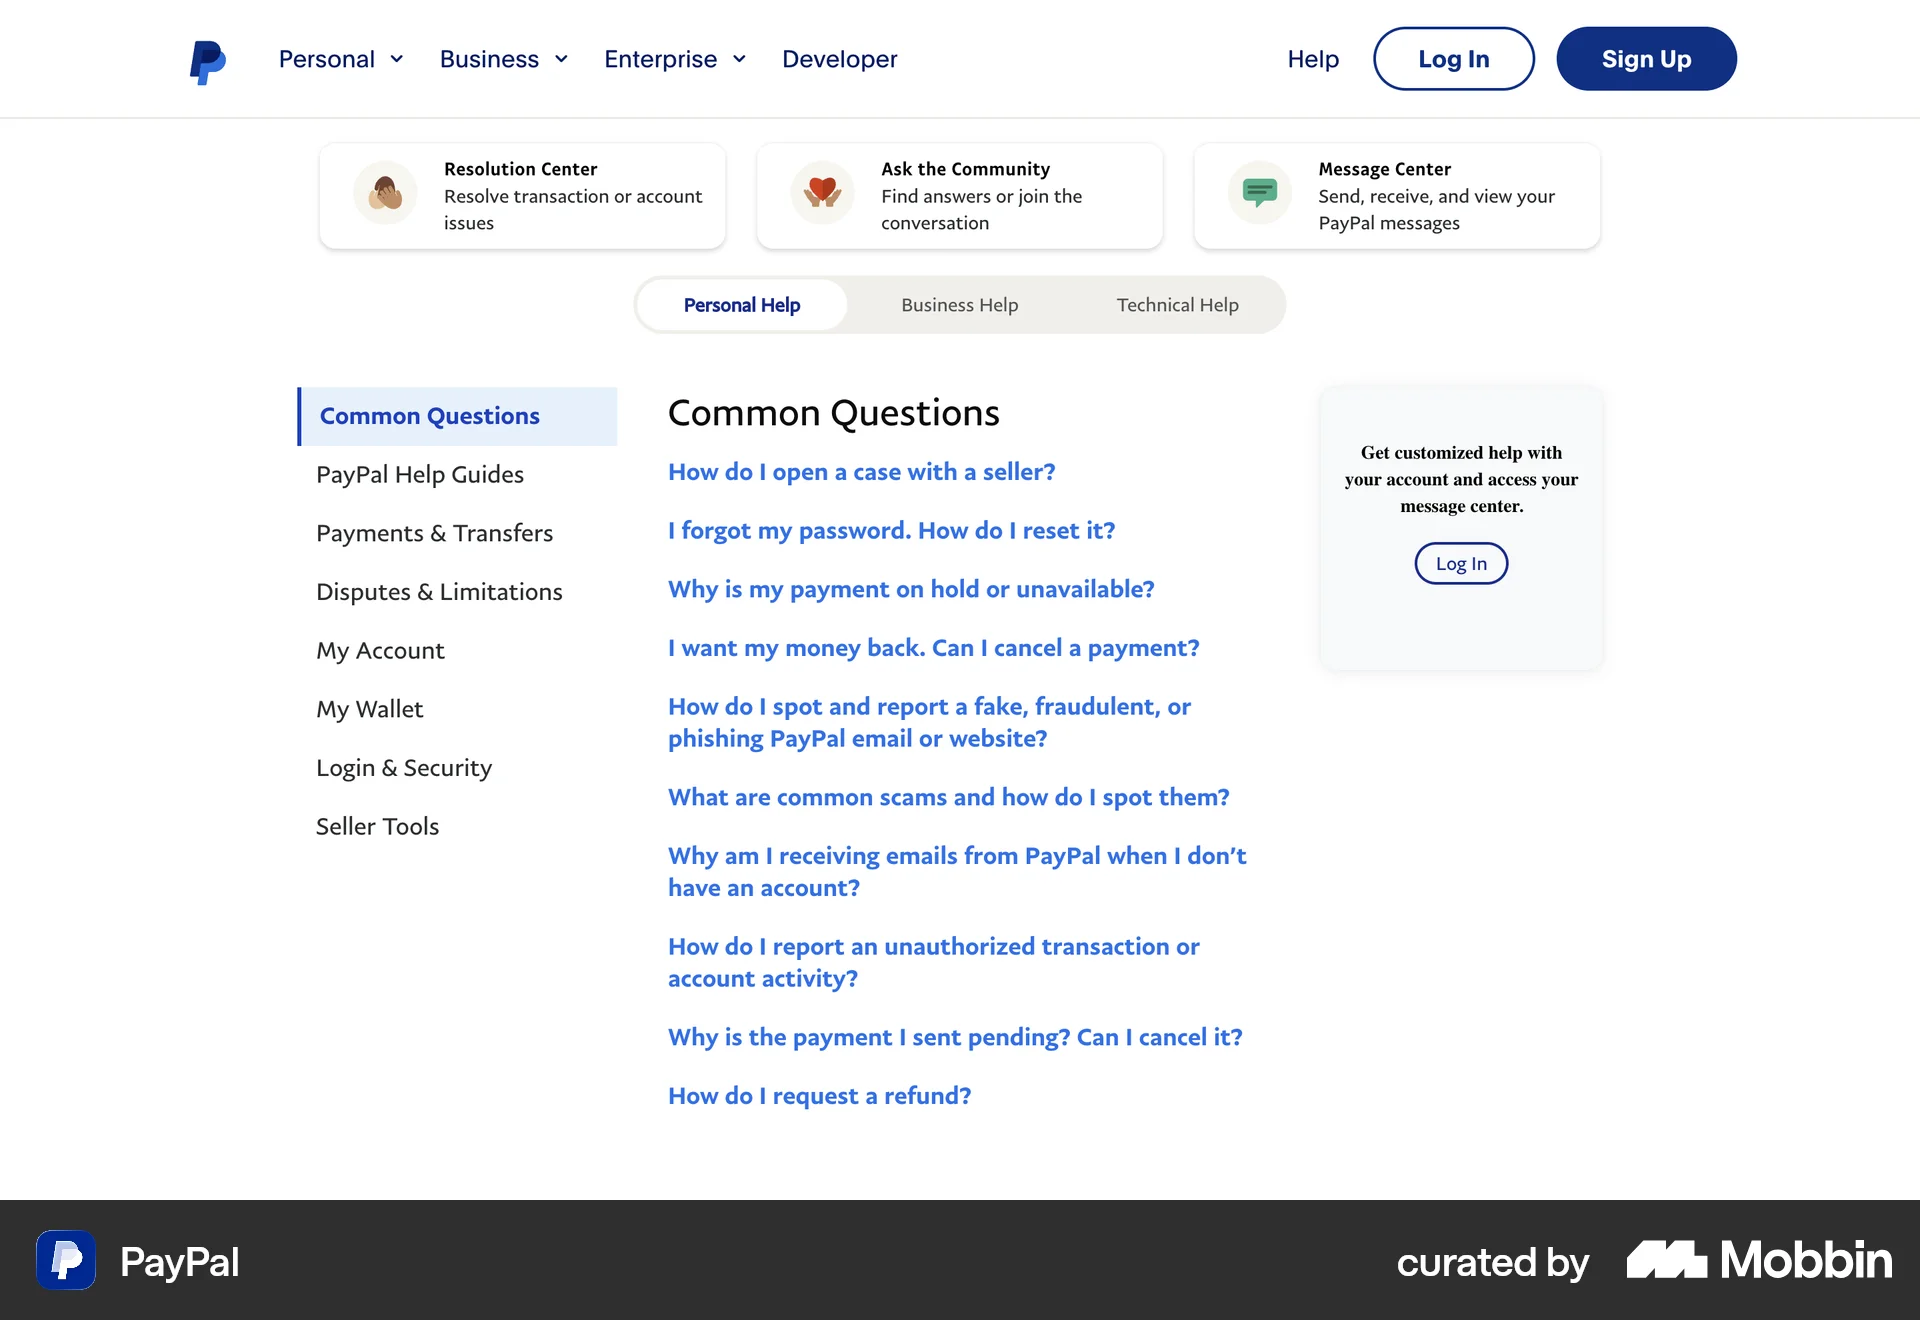 Personal
Business
Enterprise
Developer
Help
Log In
Sign Up
Resolution Center
Resolve transaction or account
issues
Ask the Community
Find answers or join the
conversation
Message Center
Send, receive, and view your
PayPal messages
Personal Help
Business Help
Technical Help
Common Questions
PayPal Help Guides
Payments & Transfers
Disputes & Limitations
My Account
My Wallet
Login & Security
Seller Tools
Common Questions
How do I open a case with a seller?
I forgot my password. How do I reset it?
Why is my payment on hold or unavailable?
I want my money back. Can I cancel a payment?
How do I spot and report a fake, fraudulent, or
phishing PayPal email or website?
What are common scams and how do I spot them?
Why am I receiving emails from PayPal when I don’t
have an account?
How do I report an unauthorized transaction or
account activity?
Why is the payment I sent pending? Can I cancel it?
How do I request a refund?
Get customized help with
your account and access your
message center.
Log In
PayPal
curated by
Mobbin